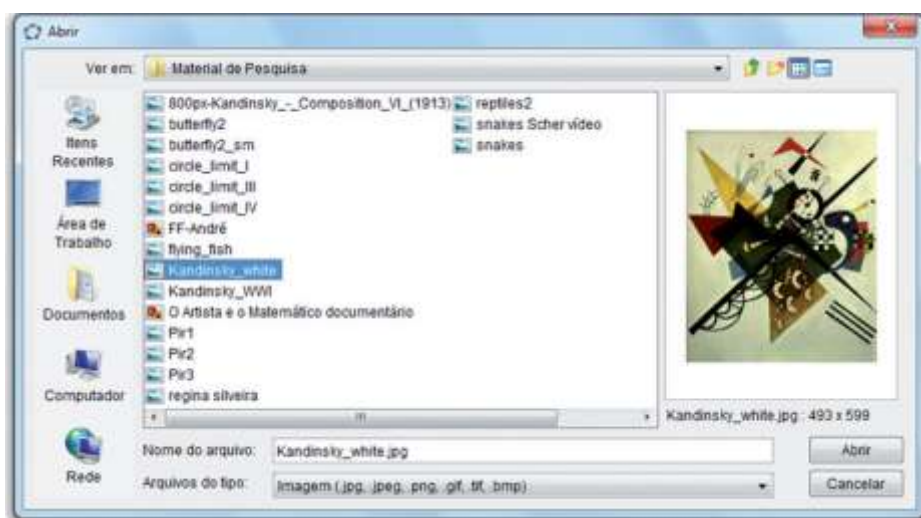 Abrir
Ver em:
Material de Pesquisa
Itens
Recentes
Área de
Trabalho
Documentos
Computador
Rede
800px-Kandinsky_-_Composition_VI_(1913)
butterfly2
butterfly2_sm
circle_limit_I
circle_limit_III
circle_limit_IV
FF-André
flying_fish
Kandinsky_white
Kandinsky_WWI
O Artista e o Matemático documentário
Pir1
Pir2
Pir3
regina silveira
reptiles2
snakes Scher vídeo
snakes
Kandinsky_white.jpg : 493 x 599
Nome do arquivo:
Kandinsky_white.jpg
Abrir
Arquivos do tipo:
Imagem (.jpg, .jpeg, .png, .gif, .tif, .bmp)
Cancelar